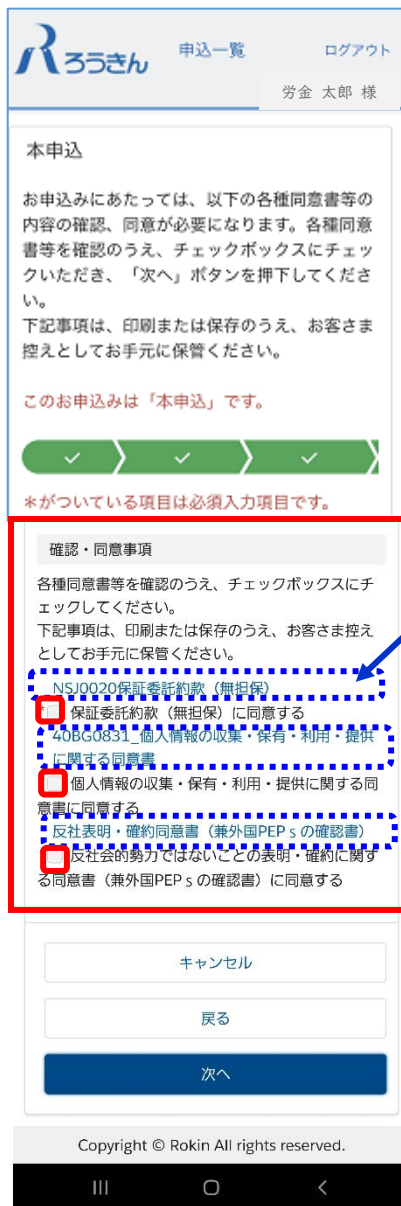 ろうきん 申込一覧 ログアウト
労金 太郎 様
本申込
お申込みにあたっては、以下の各種同意書等の
内容の確認、同意が必要になります。各種同意
書等を確認のうえ、チェックボックスにチェッ
クいただき、「次へ」ボタンを押下してくださ
い。
下記事項は、印刷または保存のうえ、お客さま
控えとしてお手元に保管ください。
このお申込みは「本申込」です。
*がついている項目は必須入力項目です。
確認・同意事項
各種同意書等を確認のうえ、チェックボックスにチ
ェックしてください。
下記事項は、印刷または保存のうえ、お客さま控え
としてお手元に保管ください。
NSJ0020保証委託約款（無担保）
保証委託約款（無担保）に同意する
40BG0831_個人情報の収集・保有・利用・提供
に関する同意書
個人情報の収集・保有・利用・提供に関する同
意書に同意する
反社表明・確約同意書（兼外国PEPｓの確認書）
反社会的勢力ではないことの表明・確約に関す
る同意書（兼外国PEPｓの確認書）に同意する
キャンセル
戻る
次へ
Copyright © Rokin All rights reserved.